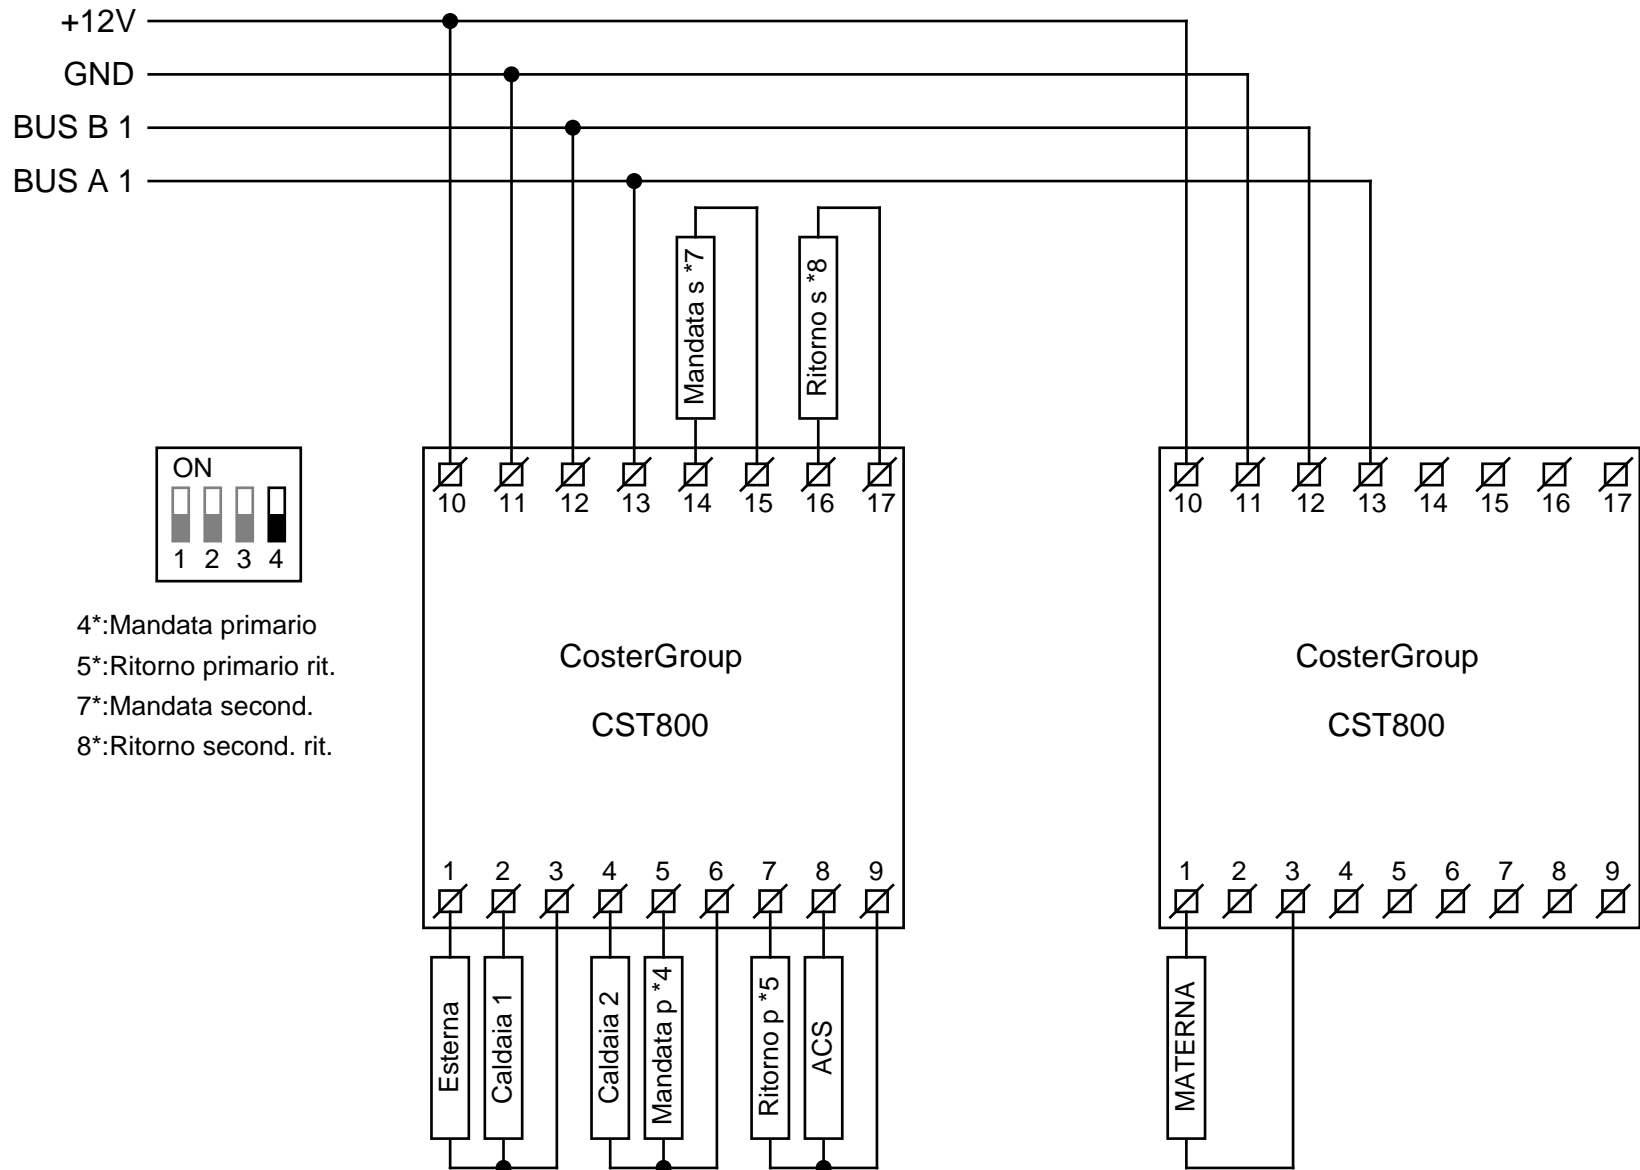 +12V
GND
BUS B 1
BUS A 1
Mandata s *7
Ritorno s *8
ON
1 2 3 4
10 11 12 13 14 15 16 17
10 11 12 13 14 15 16 17
4*:Mandata primario
5*:Ritorno primario rit.
7*:Mandata second.
8*:Ritorno second. rit.
CosterGroup
CST800
CosterGroup
CST800
1 2 3 4 5 6 7 8 9
1 2 3 4 5 6 7 8 9
Esterna
Caldaia 1
Caldaia 2
Mandata p *4
Ritorno p *5
ACS
MATERNA